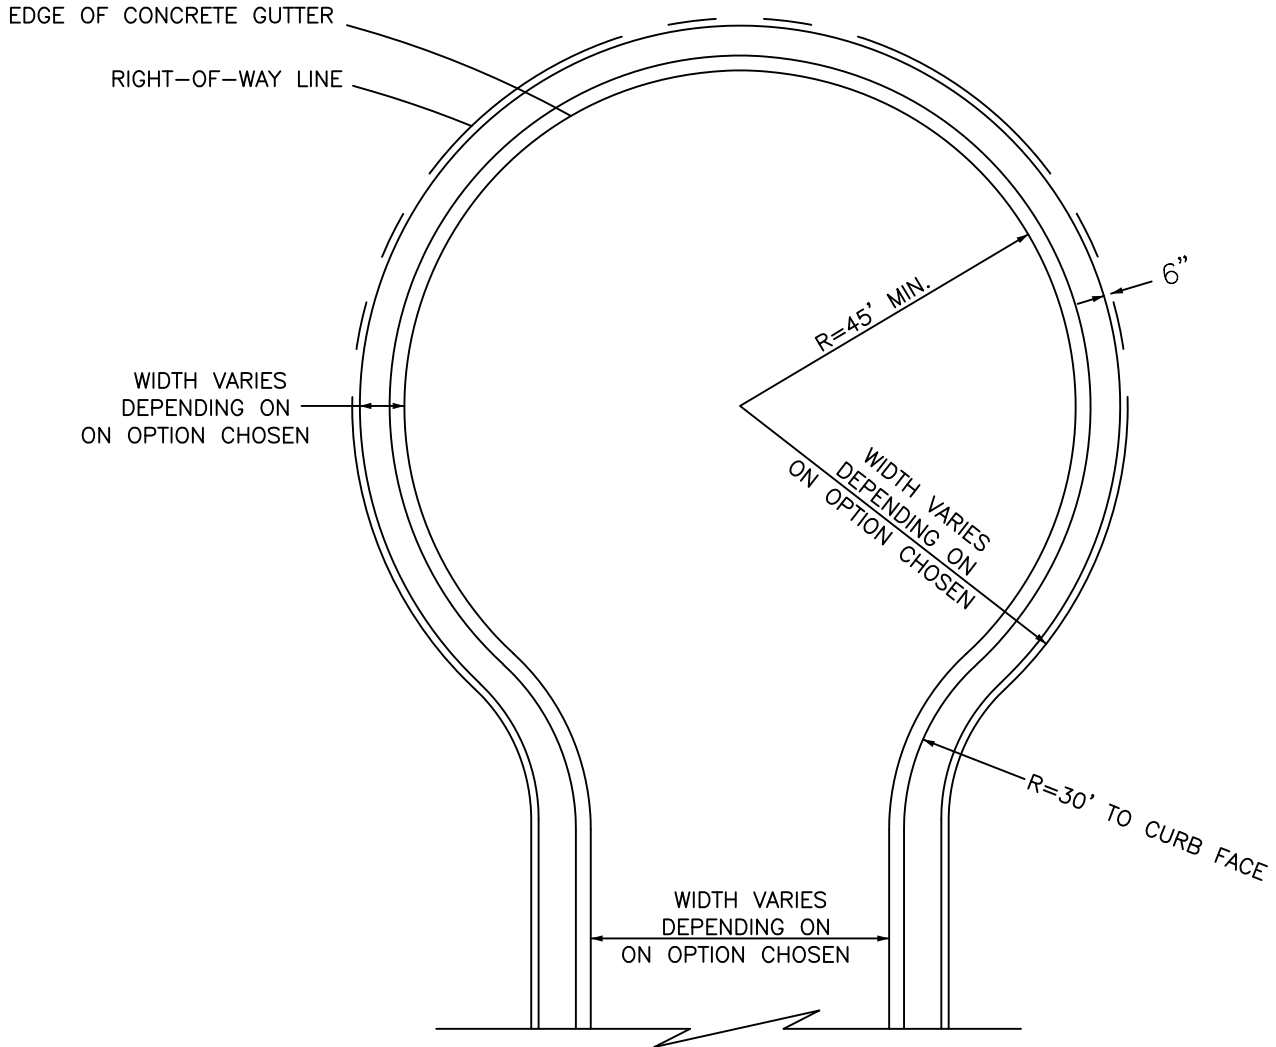 EDGE OF CONCRETE GUTTER
RIGHT-OF-WAY LINE
6”
R=45' MIN.
WIDTH VARIES
DEPENDING ON
ON OPTION CHOSEN
WIDTH VARIES
DEPENDING ON
ON OPTION CHOSEN
R=30' TO CURB FACE
WIDTH VARIES
DEPENDING ON
ON OPTION CHOSEN